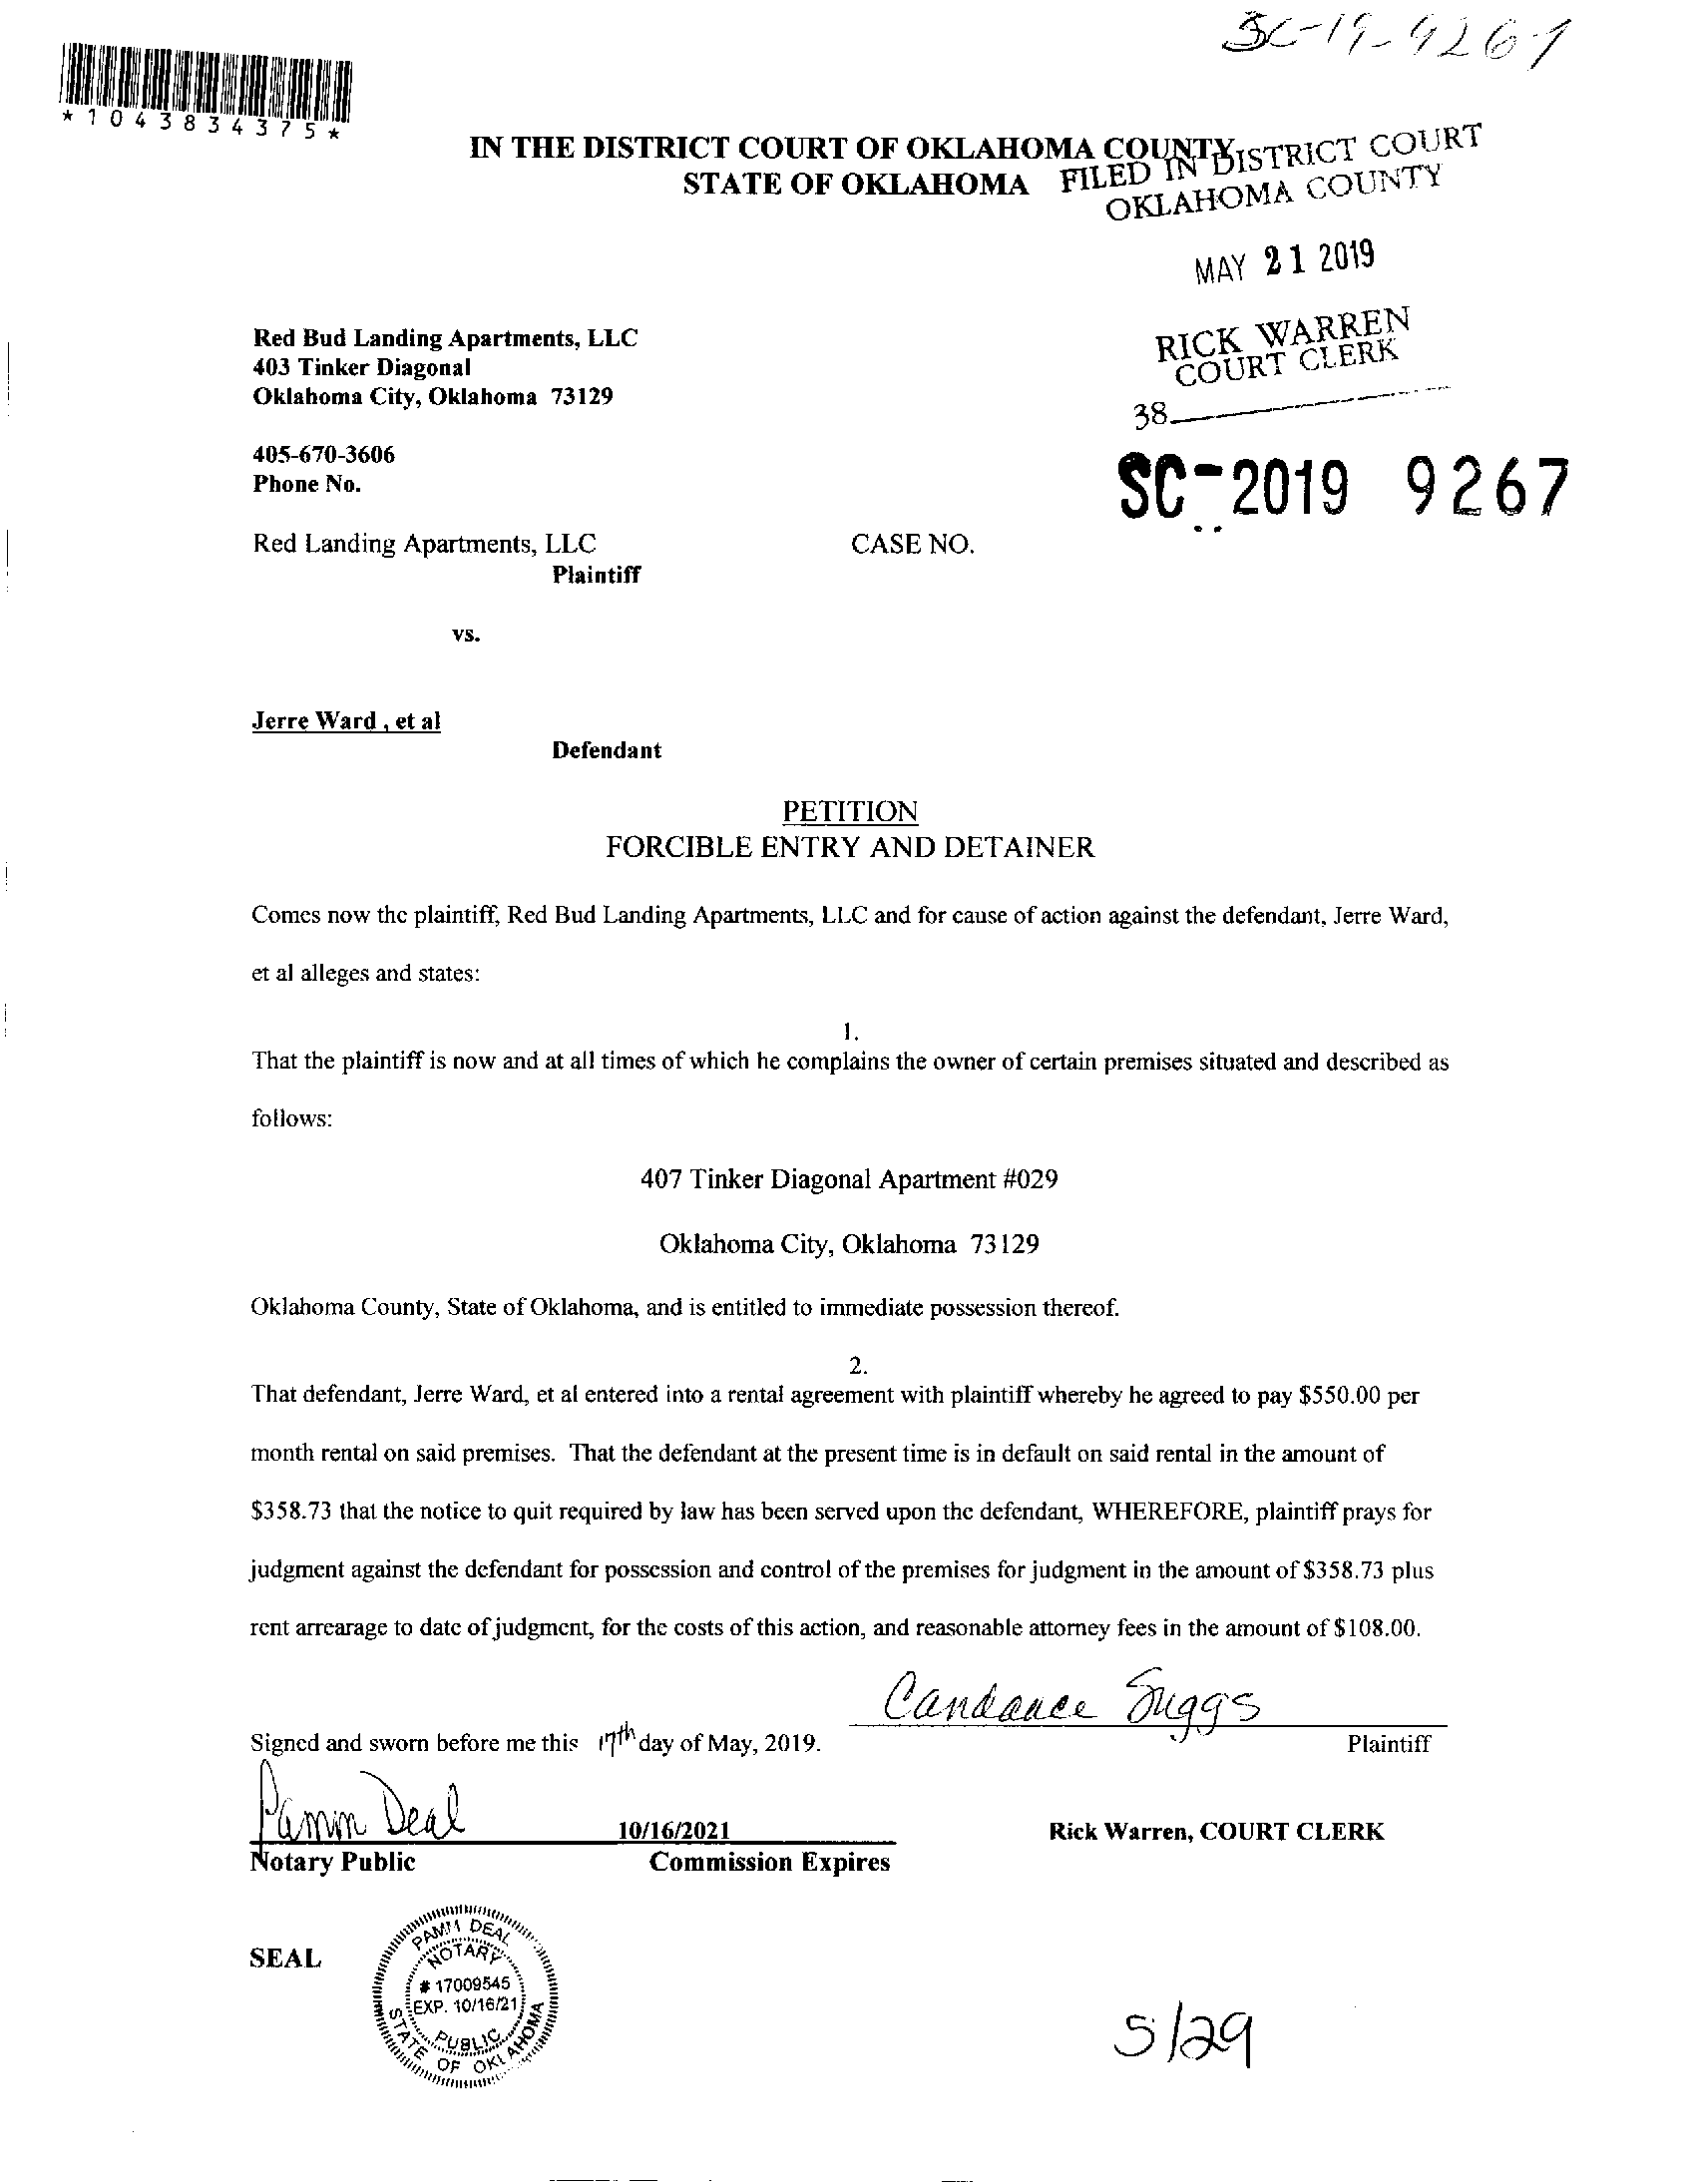 SC-19-9267
*1043834375*
IN THE DISTRICT COURT OF OKLAHOMA COUNTY
STATE OF OKLAHOMA
FILED IN DISTRICT COURT
OKLAHOMA COUNTY
MAY 21 2019
RICK WARREN
COURT CLERK
38
Red Bud Landing Apartments, LLC
403 Tinker Diagonal
Oklahoma City, Oklahoma 73129
405-670-3606
Phone No.
SC-2019 9267
Red Landing Apartments, LLC
CASE NO.
Plaintiff
vs.
Jerre Ward , et al
Defendant
PETITION
FORCIBLE ENTRY AND DETAINER
Comes now the plaintiff, Red Bud Landing Apartments, LLC and for cause of action against the defendant, Jerre Ward,
et al alleges and states:
1.
That the plaintiff is now and at all times of which he complains the owner of certain premises situated and described as
follows:
407 Tinker Diagonal Apartment #029
Oklahoma City, Oklahoma 73129
Oklahoma County, State of Oklahoma, and is entitled to immediate possession thereof.
2.
That defendant, Jerre Ward, et al entered into a rental agreement with plaintiff whereby he agreed to pay $550.00 per
month rental on said premises. That the defendant at the present time is in default on said rental in the amount of
$358.73 that the notice to quit required by law has been served upon the defendant, WHEREFORE, plaintiff prays for
judgment against the defendant for possession and control of the premises for judgment in the amount of $358.73 plus
rent arrearage to date of judgment, for the costs of this action, and reasonable attorney fees in the amount of $108.00.
Candance Suggs
Signed and sworn before me this 17th day of May, 2019.
Plaintiff
Pamm Deal
10/16/2021
Rick Warren, COURT CLERK
Notary Public
Commission Expires
SEAL
PAMM DEAL
NOTARY
# 17009545
EXP. 10/16/21
PUBLIC
STATE OF OKLAHOMA
5/29